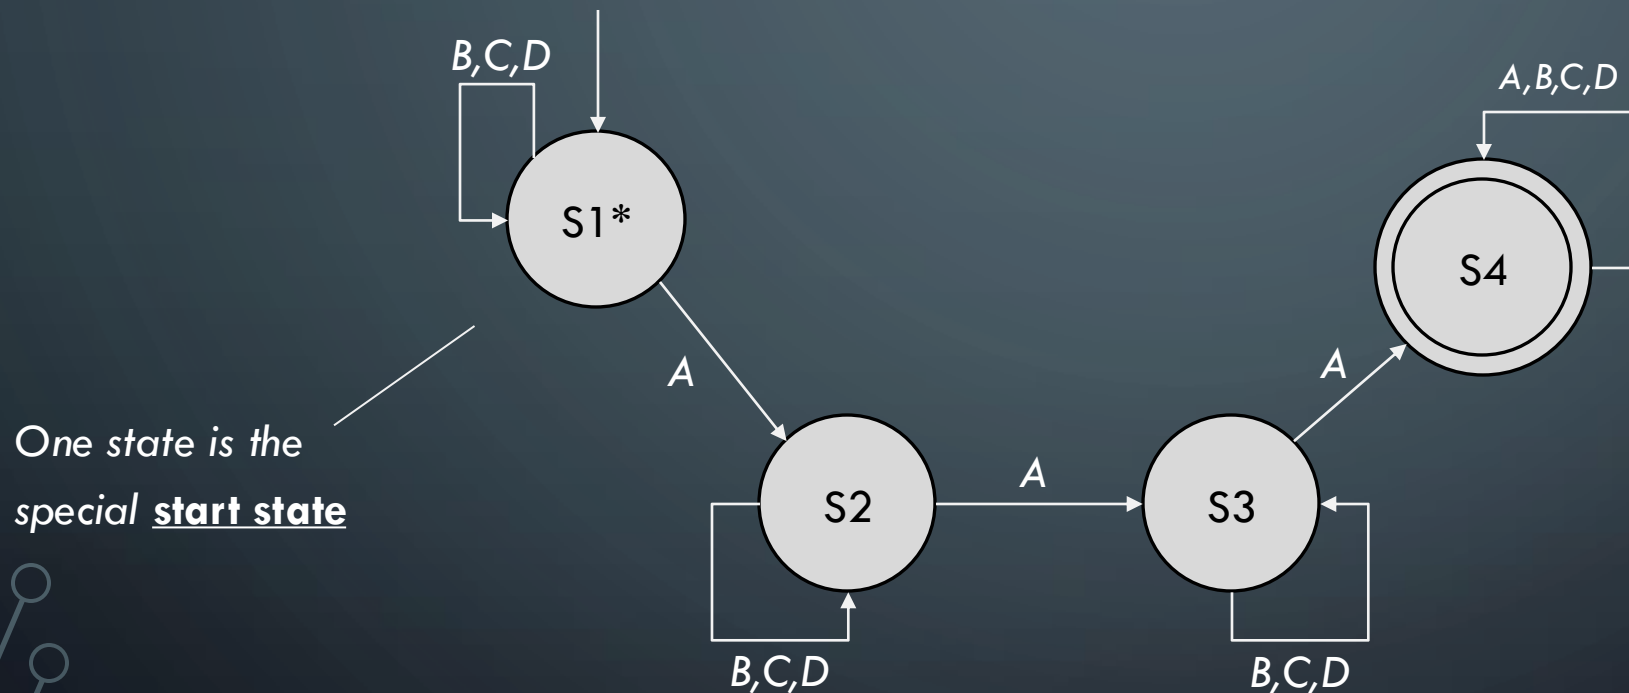 B,C,D
A,B,C,D
S1*
S4
A
A
One state is the
special start state
A
S2
S3
B,C,D
B,C,D